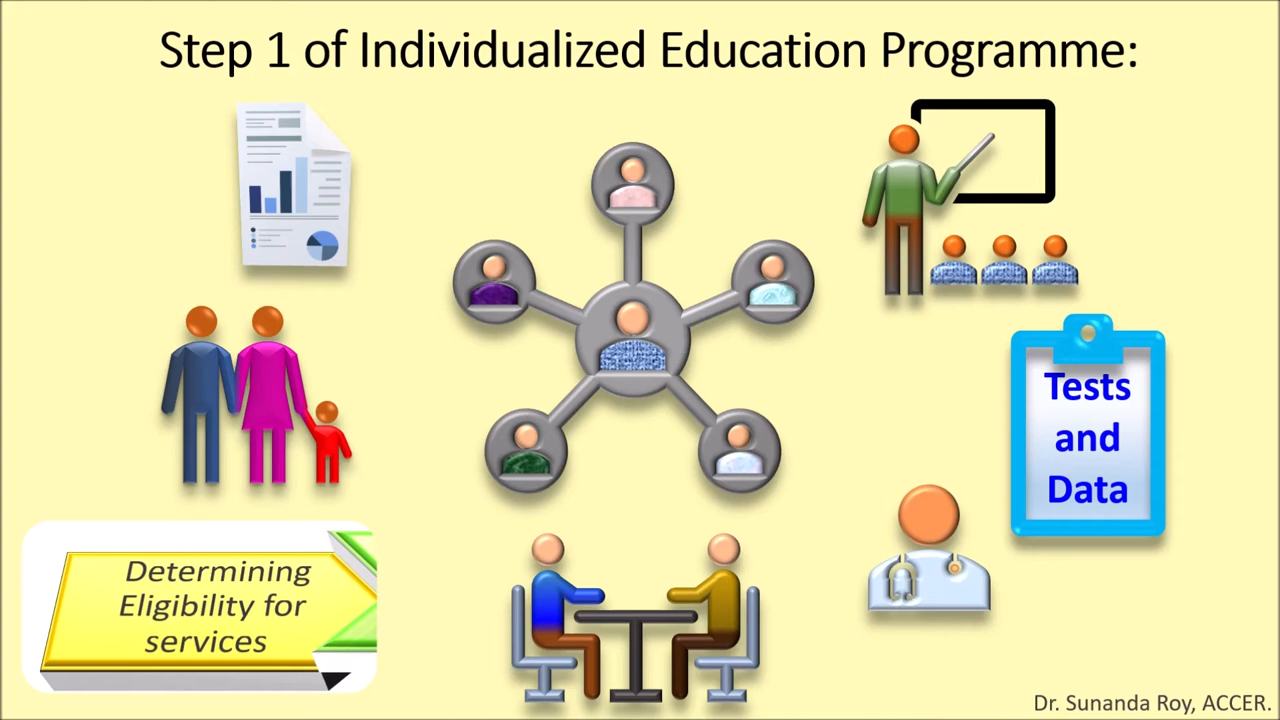 Step 1 of Individualized Education Programme:
Tests
and
Data
Determining
Eligibility for
services
Dr. Sunanda Roy, ACCER.